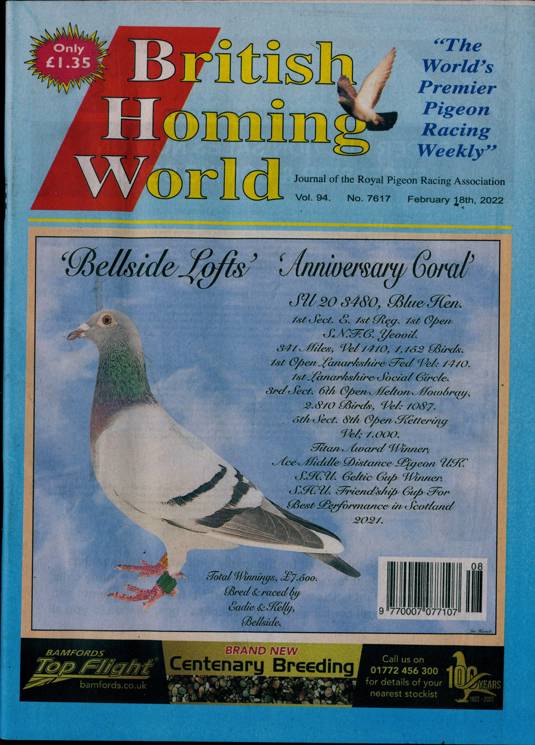 Only
£1.35
British
Homing
World
“The
World’s
Premier
Pigeon
Racing
Weekly”
Journal of the Royal Pigeon Racing Association
Vol. 94. No. 7617 February 18th, 2022
‘Bellside Lofts’ ‘Anniversary Coral’
SU 20 3480, Blue Hen.
1st Sect. E. 1st Reg. 1st Open
S.N.F.C. Yeovil.
341 Miles, Vel 1410, 1,152 Birds.
1st Open Lanarkshire Fed Vel: 1410.
1st Lanarkshire Social Circle.
3rd Sect. 6th Open Melton Mowbray,
2,810 Birds, Vel: 1087.
5th Sect. 8th Open Kettering
Vel; 1,000.
Titan Award Winner,
Ace Middle Distance Pigeon UK.
S.H.U. Celtic Cup Winner.
S.H.U. Friendship Cup For
Best Performance in Scotland
2021.
Total Winnings, £7,500.
Bred & raced by
Eadie & Kelly,
Bellside.
08
9 770007 077107
BAMFORDS
Top Flight
bamfords.co.uk
BRAND NEW
Centenary Breeding
Call us on
01772 456 300
for details of your
nearest stockist
100 YEARS